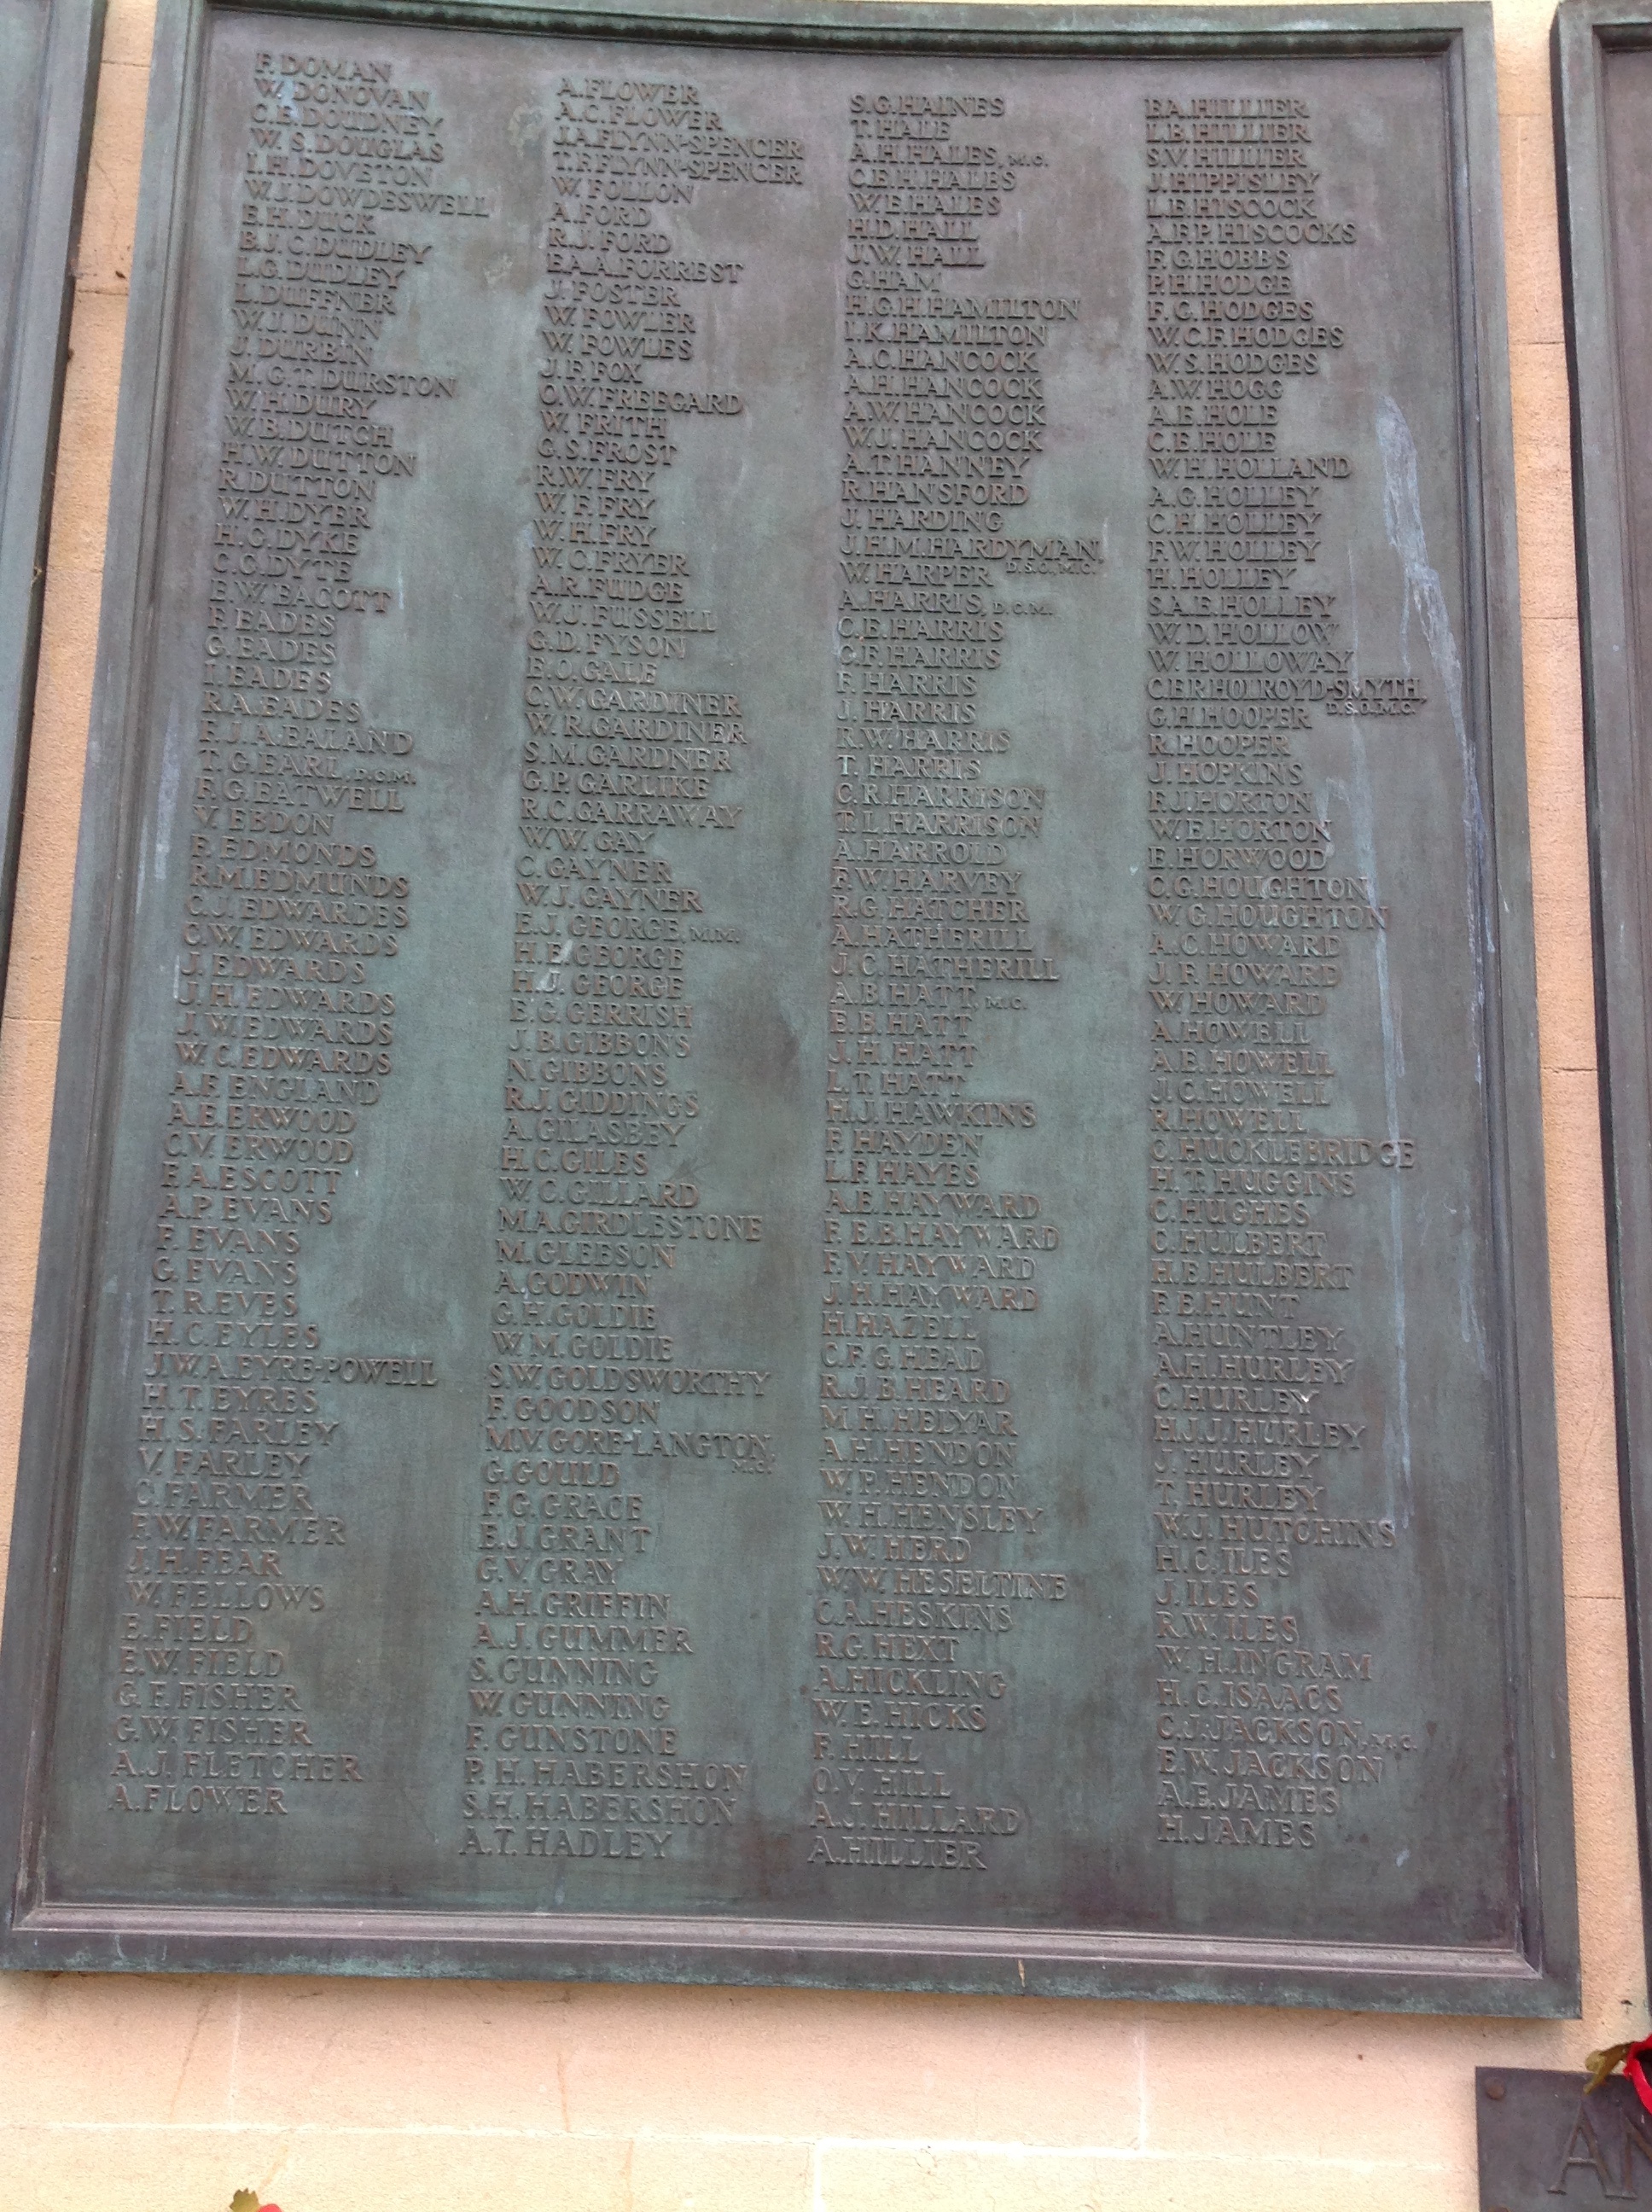 F. DOMAN
W. DONOVAN
C.E. DOUDNEY
W. S. DOUGLAS
I.H. DOVETON
W.J. DOWDESWELL
E.H. DUCK
B.J.C. DUDLEY
L.G. DUDLEY
L. DUFFNER
W.J. DUNN
J. DURBIN
M.G.T. DURSTON
W.H. DURY
W.B. DUTCH
H.W. DUTTON
R. DUTTON
W.H. DYER
H.G. DYKE
C.C. DYTE
E.W. EACOTT
F. EADES
G. EADES
I. EADES
R.A. EADES
F.J.A. EALAND
T.G. EARL, D.C.M.
F.G. EATWELL
V. EBDON
F. EDMONDS
R.M. EDMUNDS
C.J. EDWARDES
C.W. EDWARDS
J. EDWARDS
J.H. EDWARDS
J.W. EDWARDS
W.C. EDWARDS
A.F. ENGLAND
A.E. ERWOOD
C.V. ERWOOD
F.A. ESCOTT
A.P. EVANS
F. EVANS
G. EVANS
T.R. EVES
H.C. EYLES
J.W.A. EYRE-POWELL
H.T. EYRES
H.S. FARLEY
V. FARLEY
C. FARMER
F.W. FARMER
J.H. FEAR
W. FELLOWS
E. FIELD
E.W. FIELD
G.F. FISHER
G.W. FISHER
A.J. FLETCHER
A. FLOWER
A. FLOWER
A.C. FLOWER
J.A. FLYNN-SPENCER
T.F. FLYNN-SPENCER
W. FOLLON
A. FORD
R.J. FORD
E.A.A. FORREST
J. FOSTER
W. FOWLER
W. FOWLES
J.F. FOX
O.W. FREEGARD
W. FRITH
G.S. FROST
R.W. FRY
W.F. FRY
W.H. FRY
W.C. FRYER
A.R. FUDGE
W.J. FUSSELL
G.D. FYSON
E.O. GALE
C.W. GARDINER
W.R. GARDINER
S.M. GARDNER
G.P. GARLIKE
R.C. GARRAWAY
W.W. GAY
C. GAYNER
W.J. GAYNER
E.J. GEORGE, M.M.
H.E. GEORGE
H.J. GEORGE
E.G. GERRISH
J.B. GIBBONS
N. GIBBONS
R.J. GIDDINGS
A. GILASBEY
H.C. GILES
W.C. GILLARD
M.A. GIRDLESTONE
M. GLEESON
A. GODWIN
G.H. GOLDIE
W.M. GOLDIE
S.W. GOLDSWORTHY
F. GOODSON
M.V. GORE-LANGTON, M.C.
G. GOULD
F.G. GRACE
E.J. GRANT
G.V. GRAY
A.H. GRIFFIN
A.J. GUMMER
S. GUNNING
W. GUNNING
F. GUNSTONE
P.H. HABERSHON
S.H. HABERSHON
A.T. HADLEY
S.G. HAINES
T. HALE
A.H. HALES, M.C.
C.E.H. HALES
W.E. HALES
H.D. HALL
J.W. HALL
G. HAM
H.G.H. HAMILTON
I.K. HAMILTON
A.C. HANCOCK
A.H. HANCOCK
A.W. HANCOCK
W.J. HANCOCK
A.T. HANNEY
R. HANSFORD
J. HARDING
J.H.M. HARDYMAN, D.S.O., M.C.
W. HARPER
A. HARRIS, D.C.M.
C.E. HARRIS
C.F. HARRIS
F. HARRIS
J. HARRIS
R.W. HARRIS
T. HARRIS
C.R. HARRISON
T.L. HARRISON
A. HARROLD
F.W. HARVEY
R.G. HATCHER
A. HATHERILL
J.C. HATHERILL
A.B. HATT, M.C.
E.B. HATT
J.H. HATT
L.T. HATT
H.J. HAWKINS
F. HAYDEN
L.F. HAYES
A.E. HAYWARD
F.E.B. HAYWARD
F.V. HAYWARD
J.H. HAYWARD
H. HAZELL
C.F.G. HEAD
R.J.B. HEARD
M.H. HELYAR
A.H. HENDON
W.P. HENDON
W.H. HENSLEY
J.W. HERD
W.W. HESELTINE
C.A. HESKINS
R.G. HEXT
A. HICKLING
W.E. HICKS
F. HILL
O.V. HILL
A.J. HILLARD
A. HILLIER
E.A. HILLIER
L.B. HILLIER
S.V. HILLIER
J. HIPPISLEY
L.E. HISCOCK
A.F.P. HISCOCKS
F.G. HOBBS
P.H. HODGE
F.C. HODGES
W.C.F. HODGES
W.S. HODGES
A.W. HOGG
A.E. HOLE
C.E. HOLE
W.H. HOLLAND
A.G. HOLLEY
C.H. HOLLEY
F.W. HOLLEY
H. HOLLEY
S.A.E. HOLLEY
W.D. HOLLOW
W. HOLLOWAY
C.E.R. HOLROYD-SMYTH, D.S.O., M.C.
G.H. HOOPER
R. HOOPER
J. HOPKINS
F.J. HORTON
W.E. HORTON
E. HORWOOD
C.G. HOUGHTON
W.G. HOUGHTON
A.C. HOWARD
J.F. HOWARD
W. HOWARD
A. HOWELL
A.E. HOWELL
J.C. HOWELL
R. HOWELL
C. HUCKLEBRIDGE
H.T. HUGGINS
C. HUGHES
C. HULBERT
H.E. HULBERT
F.E. HUNT
A. HUNTLEY
A.H. HURLEY
C. HURLEY
H.J.J. HURLEY
J. HURLEY
T. HURLEY
W.J. HUTCHINS
H.C. ILES
J. ILES
R.W. ILES
W.H. INGRAM
H.C. ISAACS
C.J. JACKSON, M.C.
E.W. JACKSON
A.E. JAMES
H. JAMES